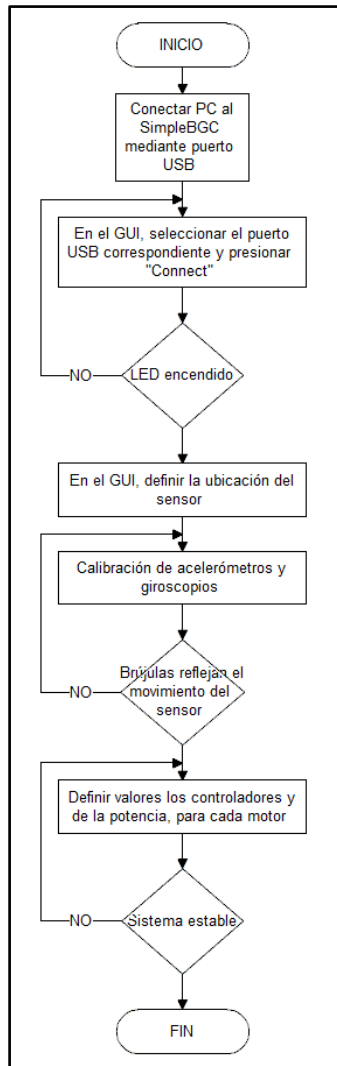 INICIO
Conectar PC al
SimpleBGC
mediante puerto
USB
En el GUI, seleccionar el puerto
USB correspondiente y presionar
"Connect"
NO
LED encendido
En el GUI, definir la ubicación del
sensor
Calibración de acelerómetros y
giroscopios
Brújulas reflejan el
movimiento del
sensor
NO
Definir valores los controladores y
de la potencia, para cada motor
NO
Sistema estable
FIN